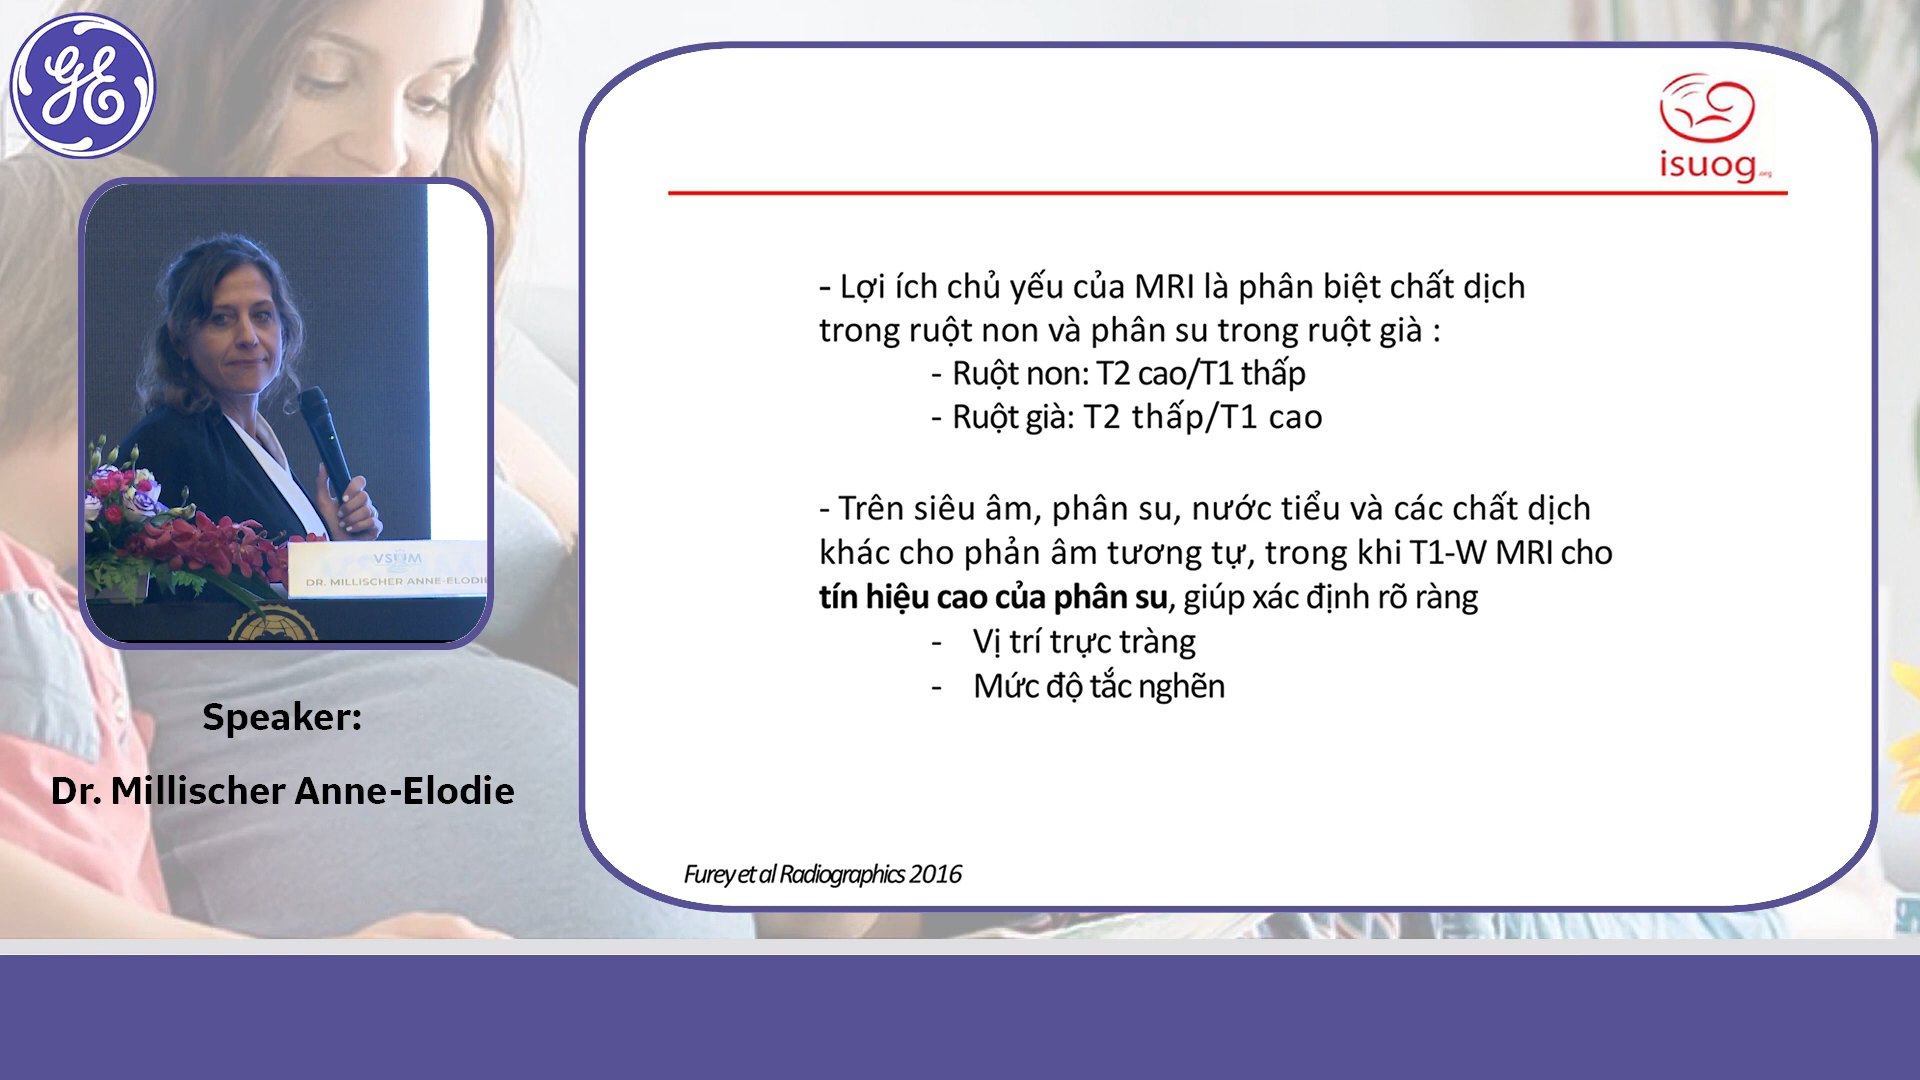 GE
isuog.org
- Lợi ích chủ yếu của MRI là phân biệt chất dịch
trong ruột non và phân su trong ruột già :
- Ruột non: T2 cao/T1 thấp
- Ruột già: T2 thấp/T1 cao
- Trên siêu âm, phân su, nước tiểu và các chất dịch
khác cho phản âm tương tự, trong khi T1-W MRI cho
tín hiệu cao của phân su, giúp xác định rõ ràng
- Vị trí trực tràng
- Mức độ tắc nghẽn
Furey et al Radiographics 2016
VSUM
DR. MILLISCHER ANNE-ELODIE
Speaker:
Dr. Millischer Anne-Elodie